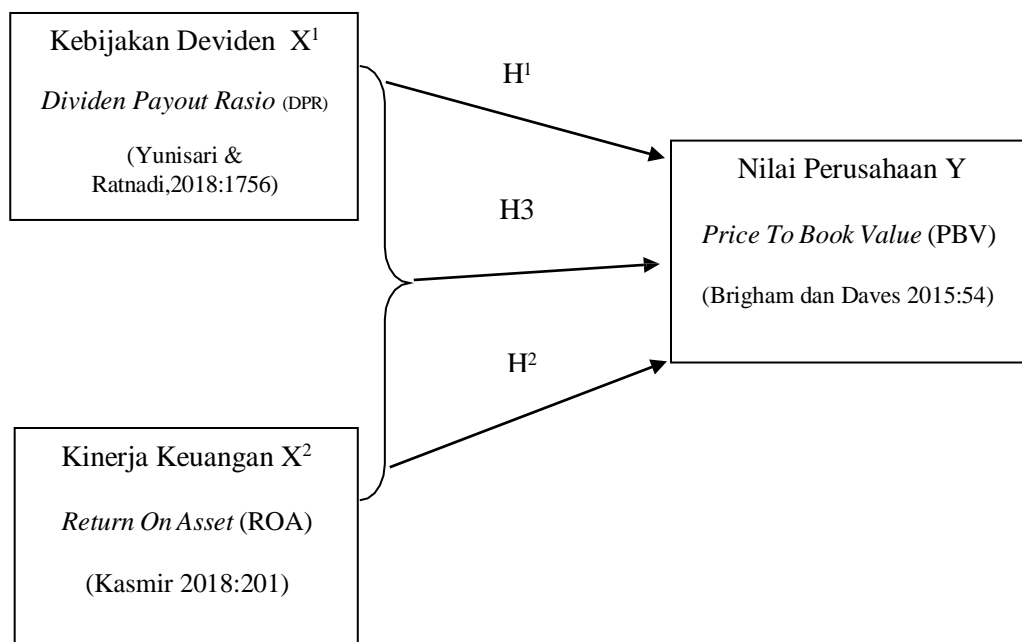 Kebijakan Deviden X¹
Dividen Payout Rasio (DPR)
(Yunisari &
Ratnadi,2018:1756)
H¹
Nilai Perusahaan Y
Price To Book Value (PBV)
(Brigham dan Daves 2015:54)
H3
H²
Kinerja Keuangan X²
Return On Asset (ROA)
(Kasmir 2018:201)